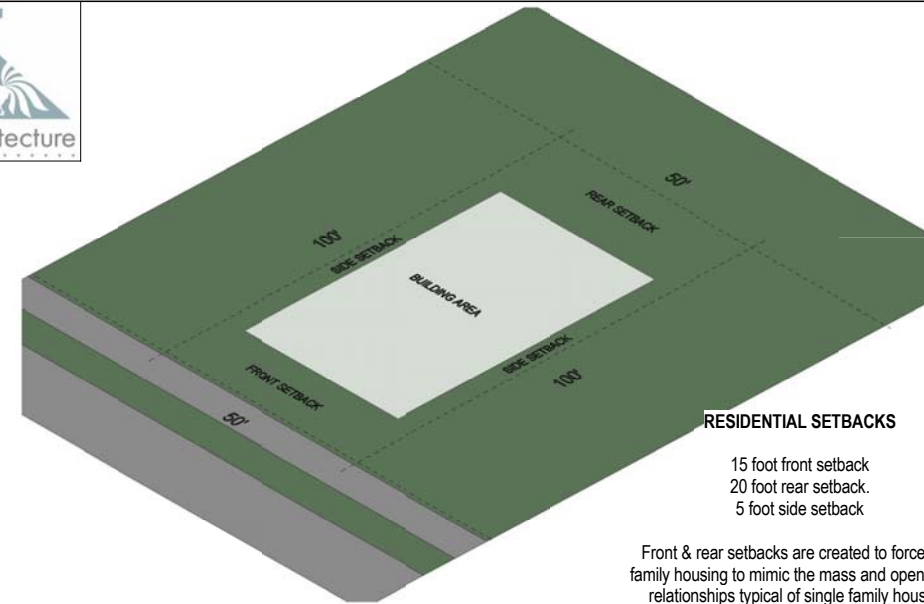 tecture
50'
REAR SETBACK
100'
SIDE SETBACK
BUILDING AREA
SIDE SETBACK
100'
FRONT SETBACK
50'
RESIDENTIAL SETBACKS
15 foot front setback
20 foot rear setback.
5 foot side setback
Front & rear setbacks are created to force
family housing to mimic the mass and open
relationships typical of single family hous